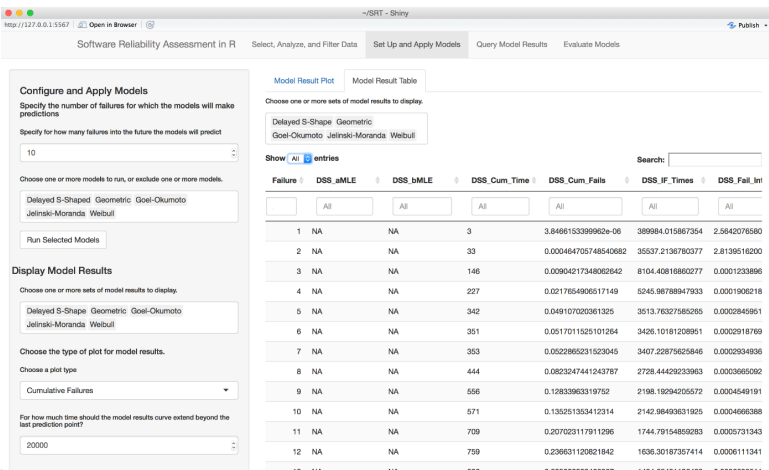 ~/SRT - Shiny
http://127.0.0.1:5567 Open in Browser Publish
Software Reliability Assessment in R Select, Analyze, and Filter Data Set Up and Apply Models Query Model Results Evaluate Models
Configure and Apply Models
Specify the number of failures for which the models will make
predictions
Specify for how many failures into the future the models will predict
10
Choose one or more models to run, or exclude one or more models.
Delayed S-Shaped Geometric Goel-Okumoto
Jelinski-Moranda Weibull
Run Selected Models
Display Model Results
Choose one or more sets of model results to display.
Delayed S-Shape Geometric Goel-Okumoto
Jelinski-Moranda Weibull
Choose the type of plot for model results.
Choose a plot type
Cumulative Failures
For how much time should the model results curve extend beyond the
last prediction point?
20000
Model Result Plot Model Result Table
Choose one or more sets of model results to display.
Delayed S-Shape Geometric
Goel-Okumoto Jelinski-Moranda Weibull
Show All entries Search:
Failure DSS_aMLE DSS_bMLE DSS_Cum_Time DSS_Cum_Fails DSS_IF_Times DSS_Fail_Int
All All All All All All
1 NA NA 3 3.8466153399962e-06 389984.015867354 2.5642076580
2 NA NA 33 0.000464705748540682 35537.2136780377 2.8139516200
3 NA NA 146 0.00904217348062642 8104.40816860277 0.0001233896
4 NA NA 227 0.0217654906517149 5245.98788947933 0.0001906218
5 NA NA 342 0.049107020361325 3513.76327585265 0.0002845951
6 NA NA 351 0.0517011525101264 3426.10181208951 0.0002918769
7 NA NA 353 0.0522865231523045 3407.22875625846 0.0002934936
8 NA NA 444 0.0823247441243787 2728.44429233963 0.0003665092
9 NA NA 556 0.12833963319752 2198.19294205572 0.0004549191
10 NA NA 571 0.135251353412314 2142.98493631925 0.0004666388
11 NA NA 709 0.207023117911296 1744.79154859283 0.0005731343
12 NA NA 759 0.236631120821842 1636.30187357414 0.0006111341